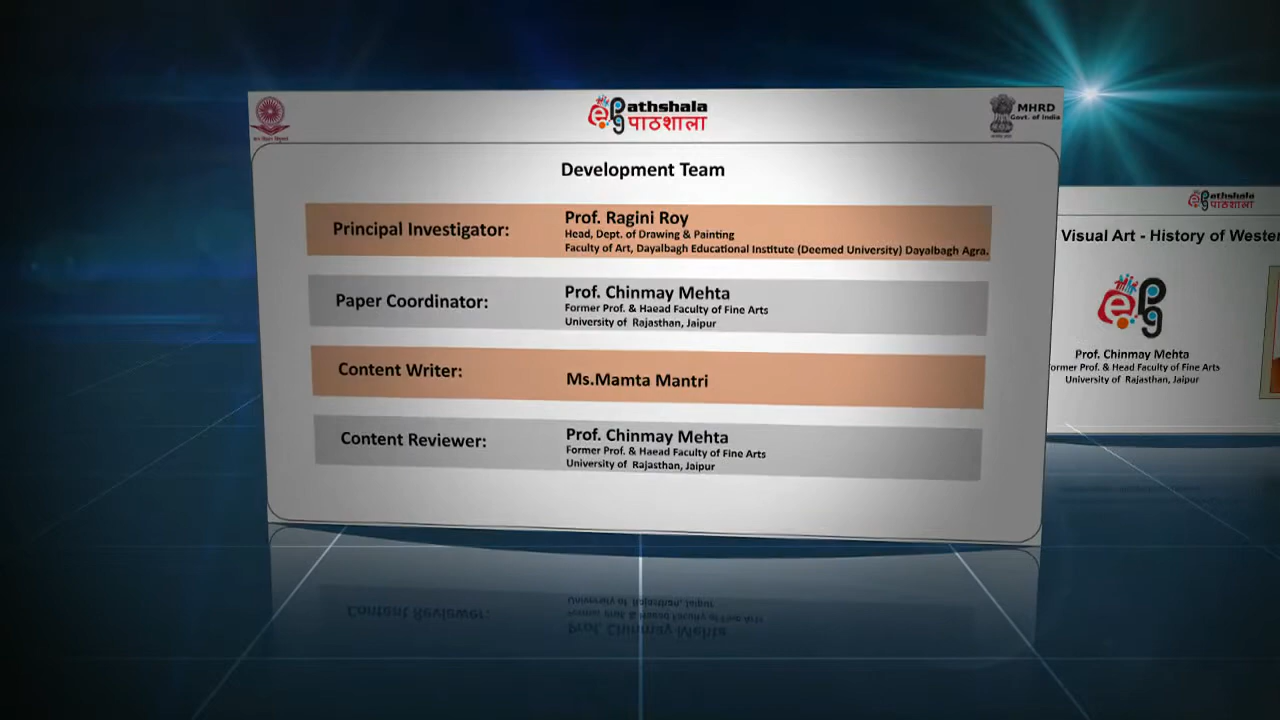 athshala
पाठशाला
MHRD
Govt. of India
Development Team
Principal Investigator:
Prof. Ragini Roy
Head, Dept. of Drawing & Painting
Faculty of Art, Dayalbagh Educational Institute (Deemed University) Dayalbagh Agra.
Paper Coordinator:
Prof. Chinmay Mehta
Former Prof. & Haead Faculty of Fine Arts
University of Rajasthan, Jaipur
Content Writer:
Ms.Mamta Mantri
Content Reviewer:
Prof. Chinmay Mehta
Former Prof. & Haead Faculty of Fine Arts
University of Rajasthan, Jaipur
athshala
पाठशाला
Visual Art - History of Wester
Prof. Chinmay Mehta
ormer Prof. & Head Faculty of Fine Arts
University of Rajasthan, Jaipur